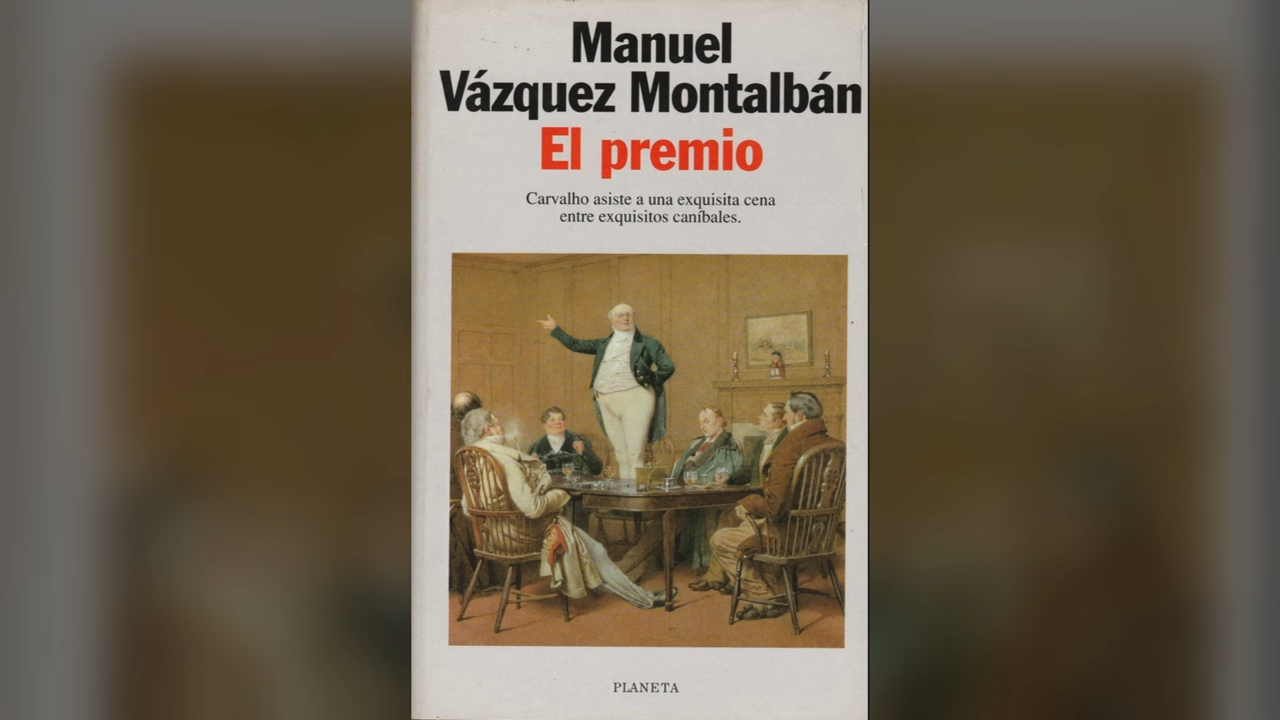 Manuel
Vázquez Montalbán
El premio
Carvalho asiste a una exquisita cena
entre exquisitos caníbales.
PLANETA